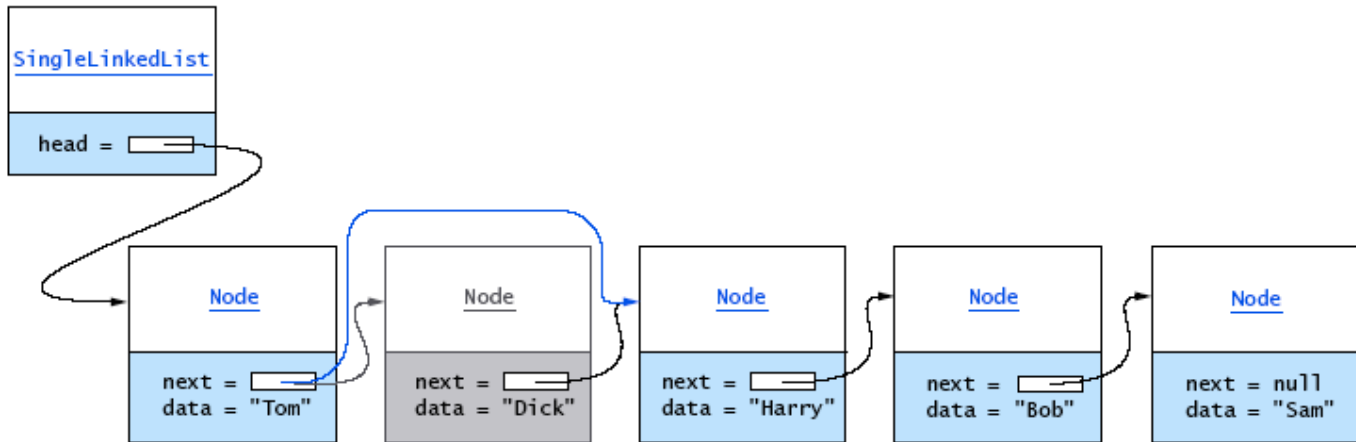 SingleLinkedList
head =
Node
next =
data = "Tom"
Node
next =
data = "Dick"
Node
next =
data = "Harry"
Node
next =
data = "Bob"
Node
next = null
data = "Sam"